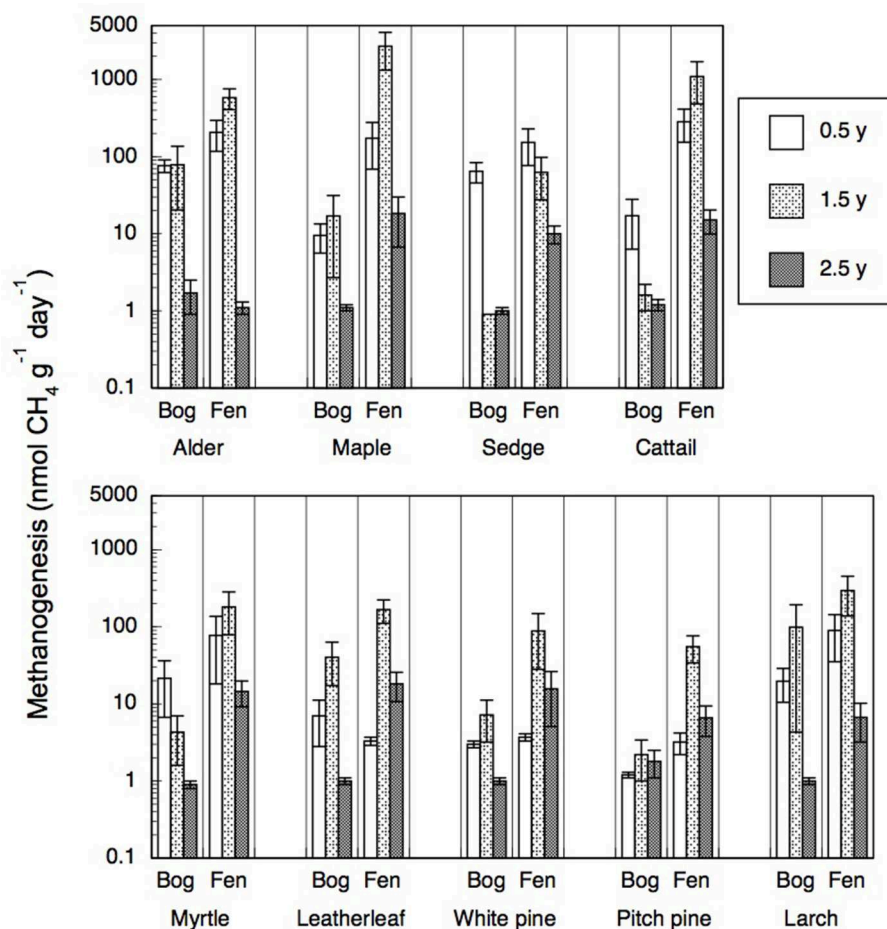 5000
1000
100
10
1
0.1
Bog Fen Bog Fen Bog Fen Bog Fen
Alder Maple Sedge Cattail
0.5 y
1.5 y
2.5 y
Methanogenesis (nmol CH₄ g⁻¹ day⁻¹)
5000
1000
100
10
1
0.1
Bog Fen Bog Fen Bog Fen Bog Fen Bog Fen
Myrtle Leatherleaf White pine Pitch pine Larch